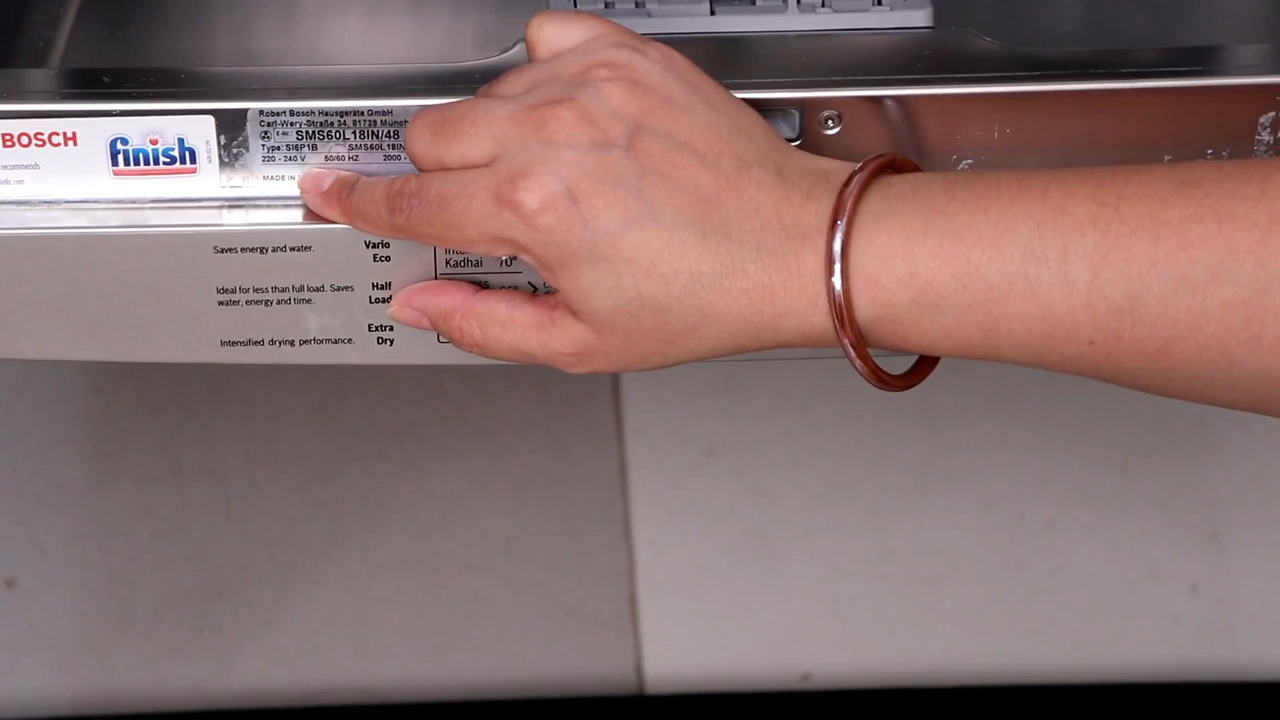 BOSCH
recommends
finish
Robert Bosch Hausgeräte GmbH
Carl-Wery-Straße 34, 81739 Münch
E-Nr.: SMS60L18IN/48
Type: SI6P1B SMS60L18IN
220 - 240 V 50/60 HZ 2000 -
MADE IN
Saves energy and water.
Vario
Eco
Kadhai 70°
Ideal for less than full load. Saves
water, energy and time.
Half
Load
Intensified drying performance.
Extra
Dry